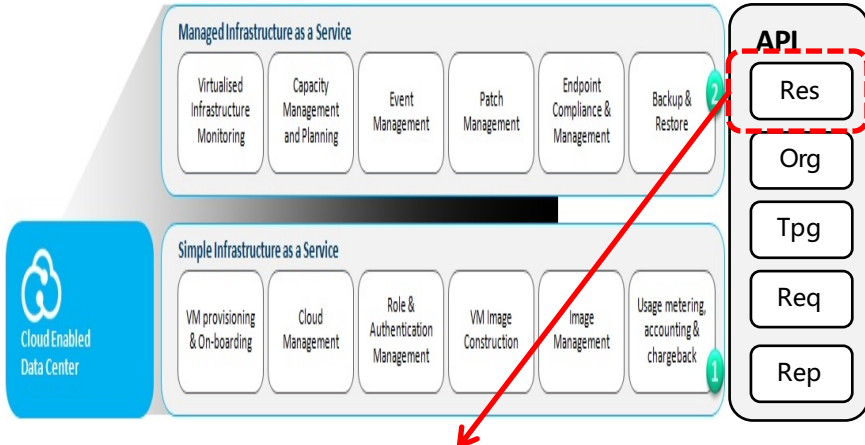 Managed Infrastructure as a Service
Virtualised
Infrastructure
Monitoring
Capacity
Management
and Planning
Event
Management
Patch
Management
Endpoint
Compliance &
Management
Backup &
Restore
2
Simple Infrastructure as a Service
VM provisioning
& On-boarding
Cloud
Management
Role &
Authentication
Management
VM Image
Construction
Image
Management
Usage metering,
accounting &
chargeback
1
Cloud Enabled
Data Center
API
Res
Org
Tpg
Req
Rep